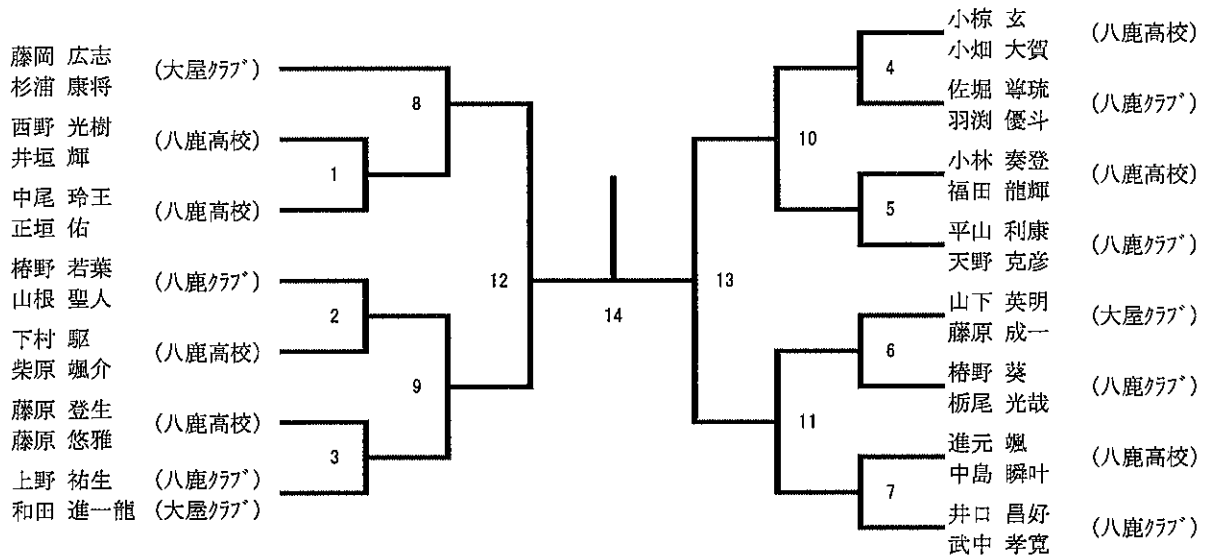 藤岡 広志
杉浦 康将
(大屋ｸﾗﾌﾞ)
西野 光樹
井垣 輝
(八鹿高校)
中尾 玲王
正垣 佑
(八鹿高校)
椿野 若葉
山根 聖人
(八鹿ｸﾗﾌﾞ)
下村 駆
柴原 颯介
(八鹿高校)
藤原 登生
藤原 悠雅
(八鹿高校)
上野 祐生 (八鹿ｸﾗﾌﾞ)
和田 進一龍 (大屋ｸﾗﾌﾞ)
8
1
2
9
3
12
14
13
10
4
5
6
11
7
小椋 玄
小畑 大賀
(八鹿高校)
佐堀 尊琉
羽渕 優斗
(八鹿ｸﾗﾌﾞ)
小林 奏登
福田 龍輝
(八鹿高校)
平山 利康
天野 克彦
(八鹿ｸﾗﾌﾞ)
山下 英明
藤原 成一
(大屋ｸﾗﾌﾞ)
椿野 葵
栃尾 光哉
(八鹿ｸﾗﾌﾞ)
進元 颯
中島 瞬叶
(八鹿高校)
井口 昌好
武中 孝寛
(八鹿ｸﾗﾌﾞ)